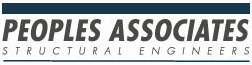 PEOPLES ASSOCIATES
STRUCTURAL ENGINEERS